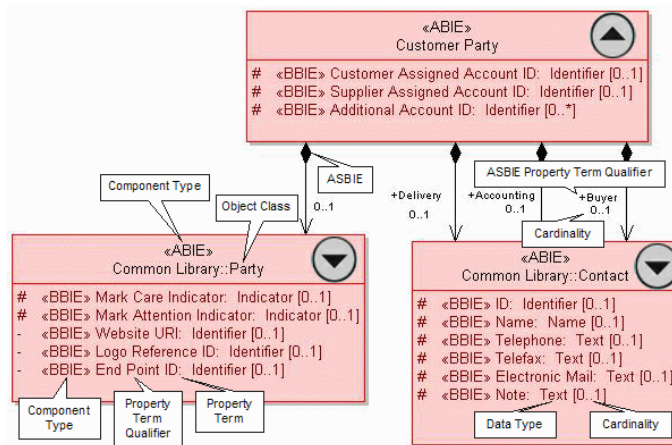 «ABIE»
Customer Party
# «BBIE» Customer Assigned Account ID: Identifier [0..1]
# «BBIE» Supplier Assigned Account ID: Identifier [0..1]
# «BBIE» Additional Account ID: Identifier [0..*]
ASBIE
ASBIE Property Term Qualifier
Component Type
Object Class
0..1
+Delivery
0..1
+Accounting
0..1
+Buyer
0..1
Cardinality
«ABIE»
Common Library::Party
# «BBIE» Mark Care Indicator: Indicator [0..1]
# «BBIE» Mark Attention Indicator: Indicator [0..1]
- «BBIE» Website URI: Identifier [0..1]
- «BBIE» Logo Reference ID: Identifier [0..1]
- «BBIE» End Point ID: Identifier [0..1]
Component
Type
Property
Term
Qualifier
Property
Term
«ABIE»
Common Library::Contact
# «BBIE» ID: Identifier [0..1]
# «BBIE» Name: Name [0..1]
# «BBIE» Telephone: Text [0..1]
# «BBIE» Telefax: Text [0..1]
# «BBIE» Electronic Mail: Text [0..1]
# «BBIE» Note: Text [0..1]
Data Type
Cardinality